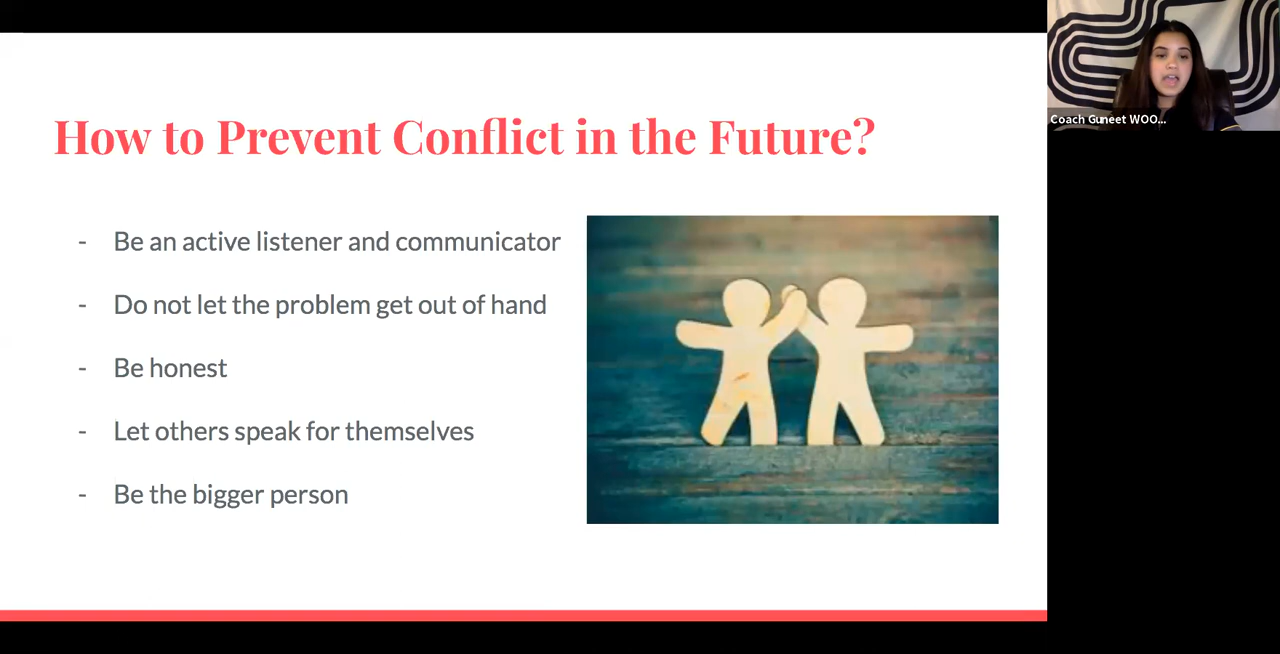 How to Prevent Conflict in the Future?
- Be an active listener and communicator
- Do not let the problem get out of hand
- Be honest
- Let others speak for themselves
- Be the bigger person
Coach Guneet WOO...